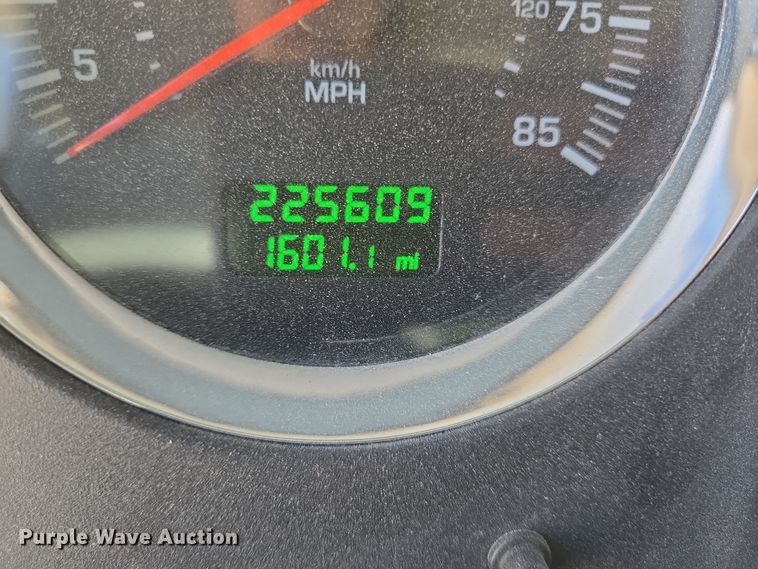 120 75
5
km/h
MPH
85
225609
1601.1 mi
Purple Wave Auction